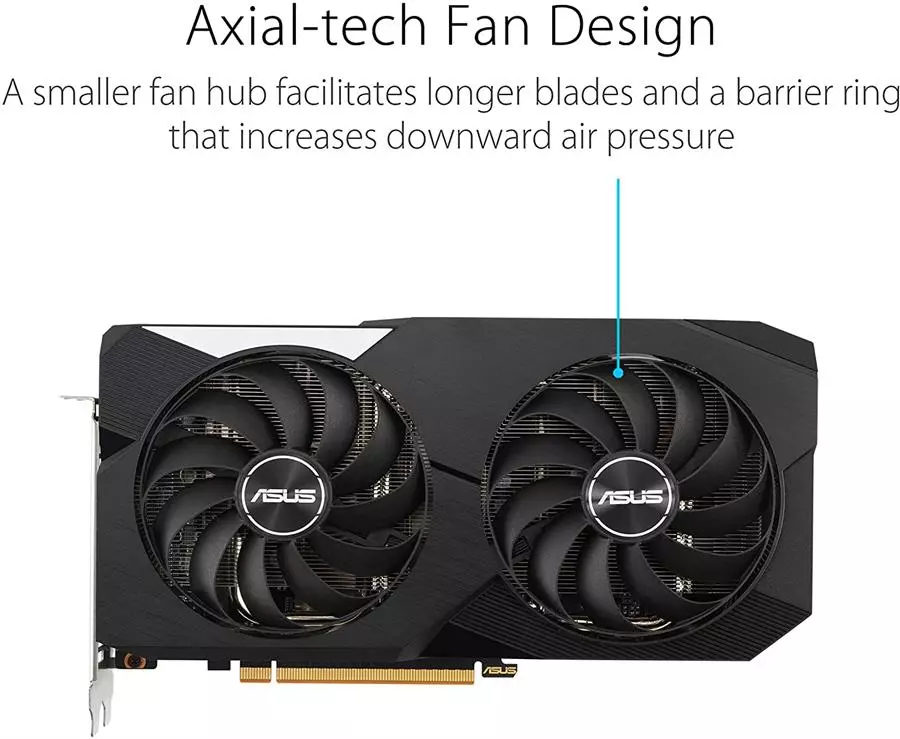 Axial-tech Fan Design
A smaller fan hub facilitates longer blades and a barrier ring
that increases downward air pressure
ASUS
ASUS
ASUS